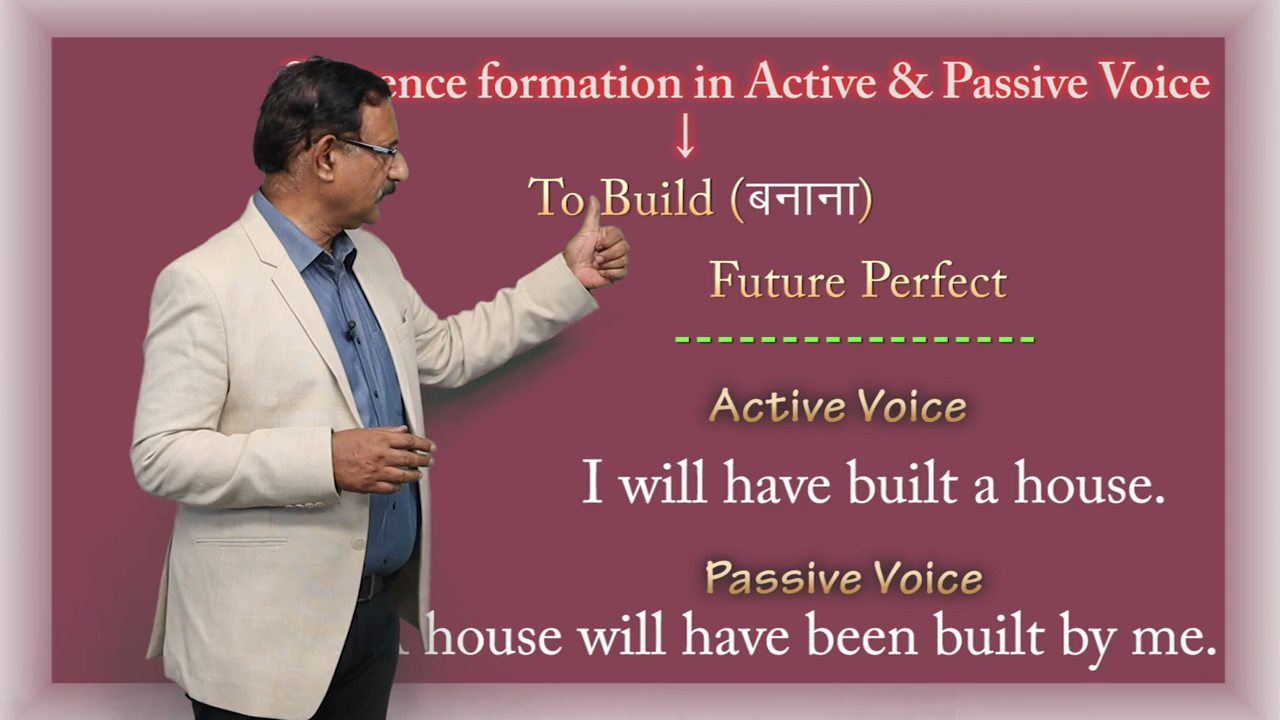 formation in Active & Passive Voice
↓
To Build (बनाना)
Future Perfect
Active Voice
I will have built a house.
Passive Voice
house will have been built by me.